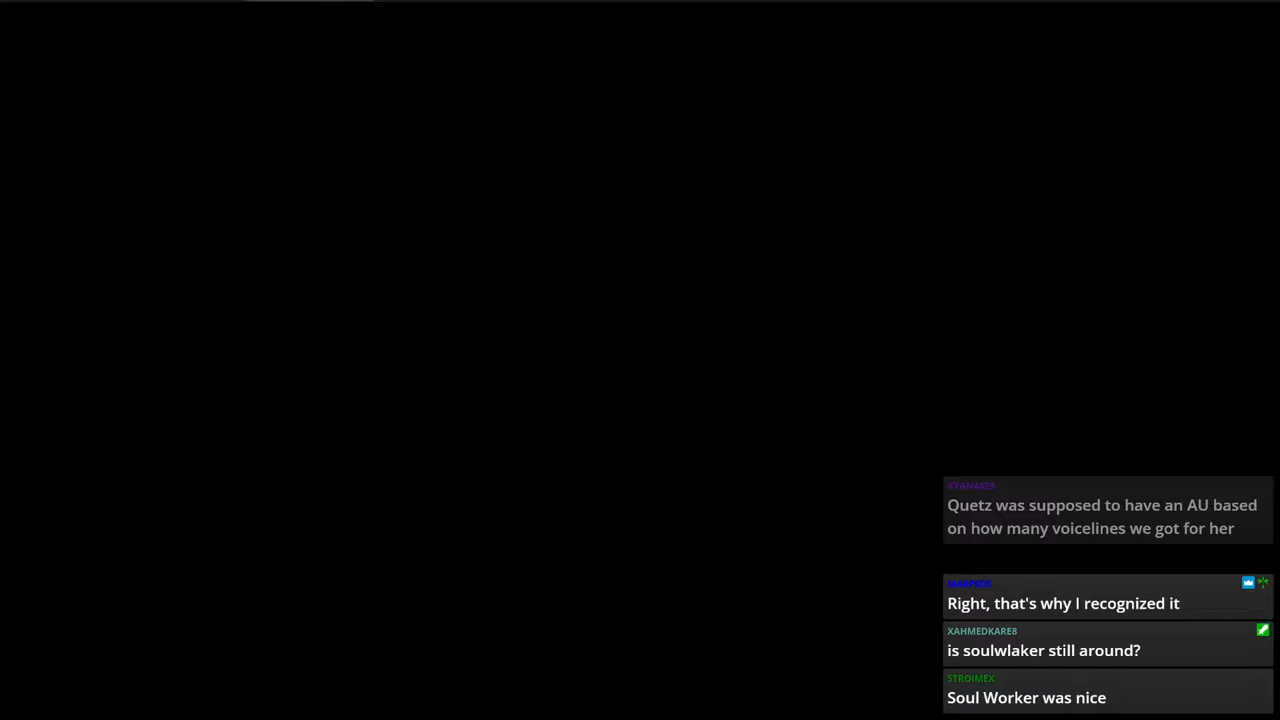 Quetz was supposed to have an AU based
on how many voicelines we got for her
Right, that's why I recognized it
XAHMEDKARE8
is soulwlaker still around?
STROIMEX
Soul Worker was nice